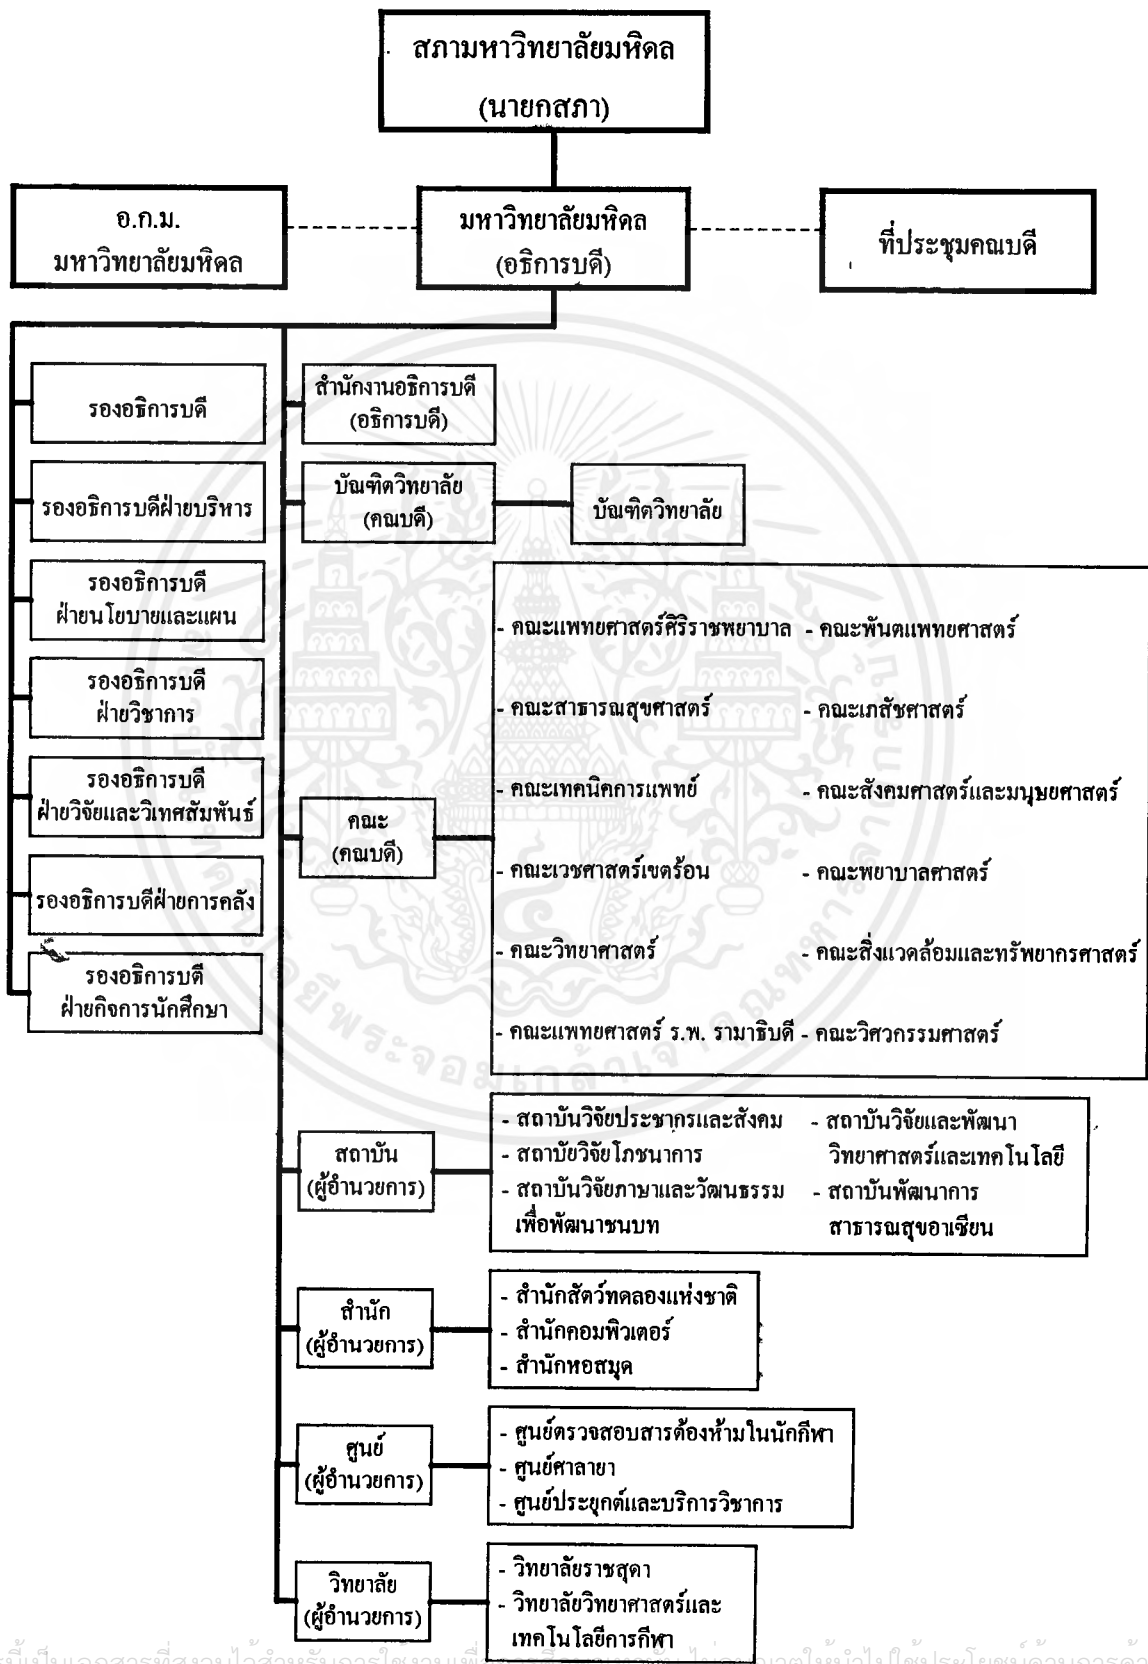 สภามหาวิทยาลัยมหิดล
(นายกสภา)
อ.ก.ม.
มหาวิทยาลัยมหิดล
มหาวิทยาลัยมหิดล
(อธิการบดี)
ที่ประชุมคณบดี
รองอธิการบดี
รองอธิการบดีฝ่ายบริหาร
รองอธิการบดี
ฝ่ายนโยบายและแผน
รองอธิการบดี
ฝ่ายวิชาการ
รองอธิการบดี
ฝ่ายวิจัยและวิเทศสัมพันธ์
รองอธิการบดีฝ่ายการคลัง
รองอธิการบดี
ฝ่ายกิจการนักศึกษา
สำนักงานอธิการบดี
(อธิการบดี)
บัณฑิตวิทยาลัย
(คณบดี)
บัณฑิตวิทยาลัย
คณะ
(คณบดี)
- คณะแพทยศาสตร์ศิริราชพยาบาล - คณะพันตแพทยศาสตร์
- คณะสาธารณสุขศาสตร์ - คณะเภสัชศาสตร์
- คณะเทคนิคการแพทย์ - คณะสังคมศาสตร์และมนุษยศาสตร์
- คณะเวชศาสตร์เขตร้อน - คณะพยาบาลศาสตร์
- คณะวิทยาศาสตร์ - คณะสิ่งแวดล้อมและทรัพยากรศาสตร์
- คณะแพทยศาสตร์ ร.พ. รามาธิบดี - คณะวิศวกรรมศาสตร์
สถาบัน
(ผู้อำนวยการ)
- สถาบันวิจัยประชากรและสังคม
- สถาบัยวิจัยโภชนาการ
- สถาบันวิจัยภาษาและวัฒนธรรม
เพื่อพัฒนาชนบท
- สถาบันวิจัยและพัฒนา
วิทยาศาสตร์และเทคโนโลยี
- สถาบันพัฒนาการ
สาธารณสุขอาเซียน
สำนัก
(ผู้อำนวยการ)
- สำนักสัตว์ทดลองแห่งชาติ
- สำนักคอมพิวเตอร์
- สำนักหอสมุด
ศูนย์
(ผู้อำนวยการ)
- ศูนย์ตรวจสอบสารต้องห้ามในนักกีฬา
- ศูนย์ศาลายา
- ศูนย์ประยุกต์และบริการวิชาการ
วิทยาลัย
(ผู้อำนวยการ)
- วิทยาลัยราชสุดา
- วิทยาลัยวิทยาศาสตร์และ
เทคโนโลยีการกีฬา